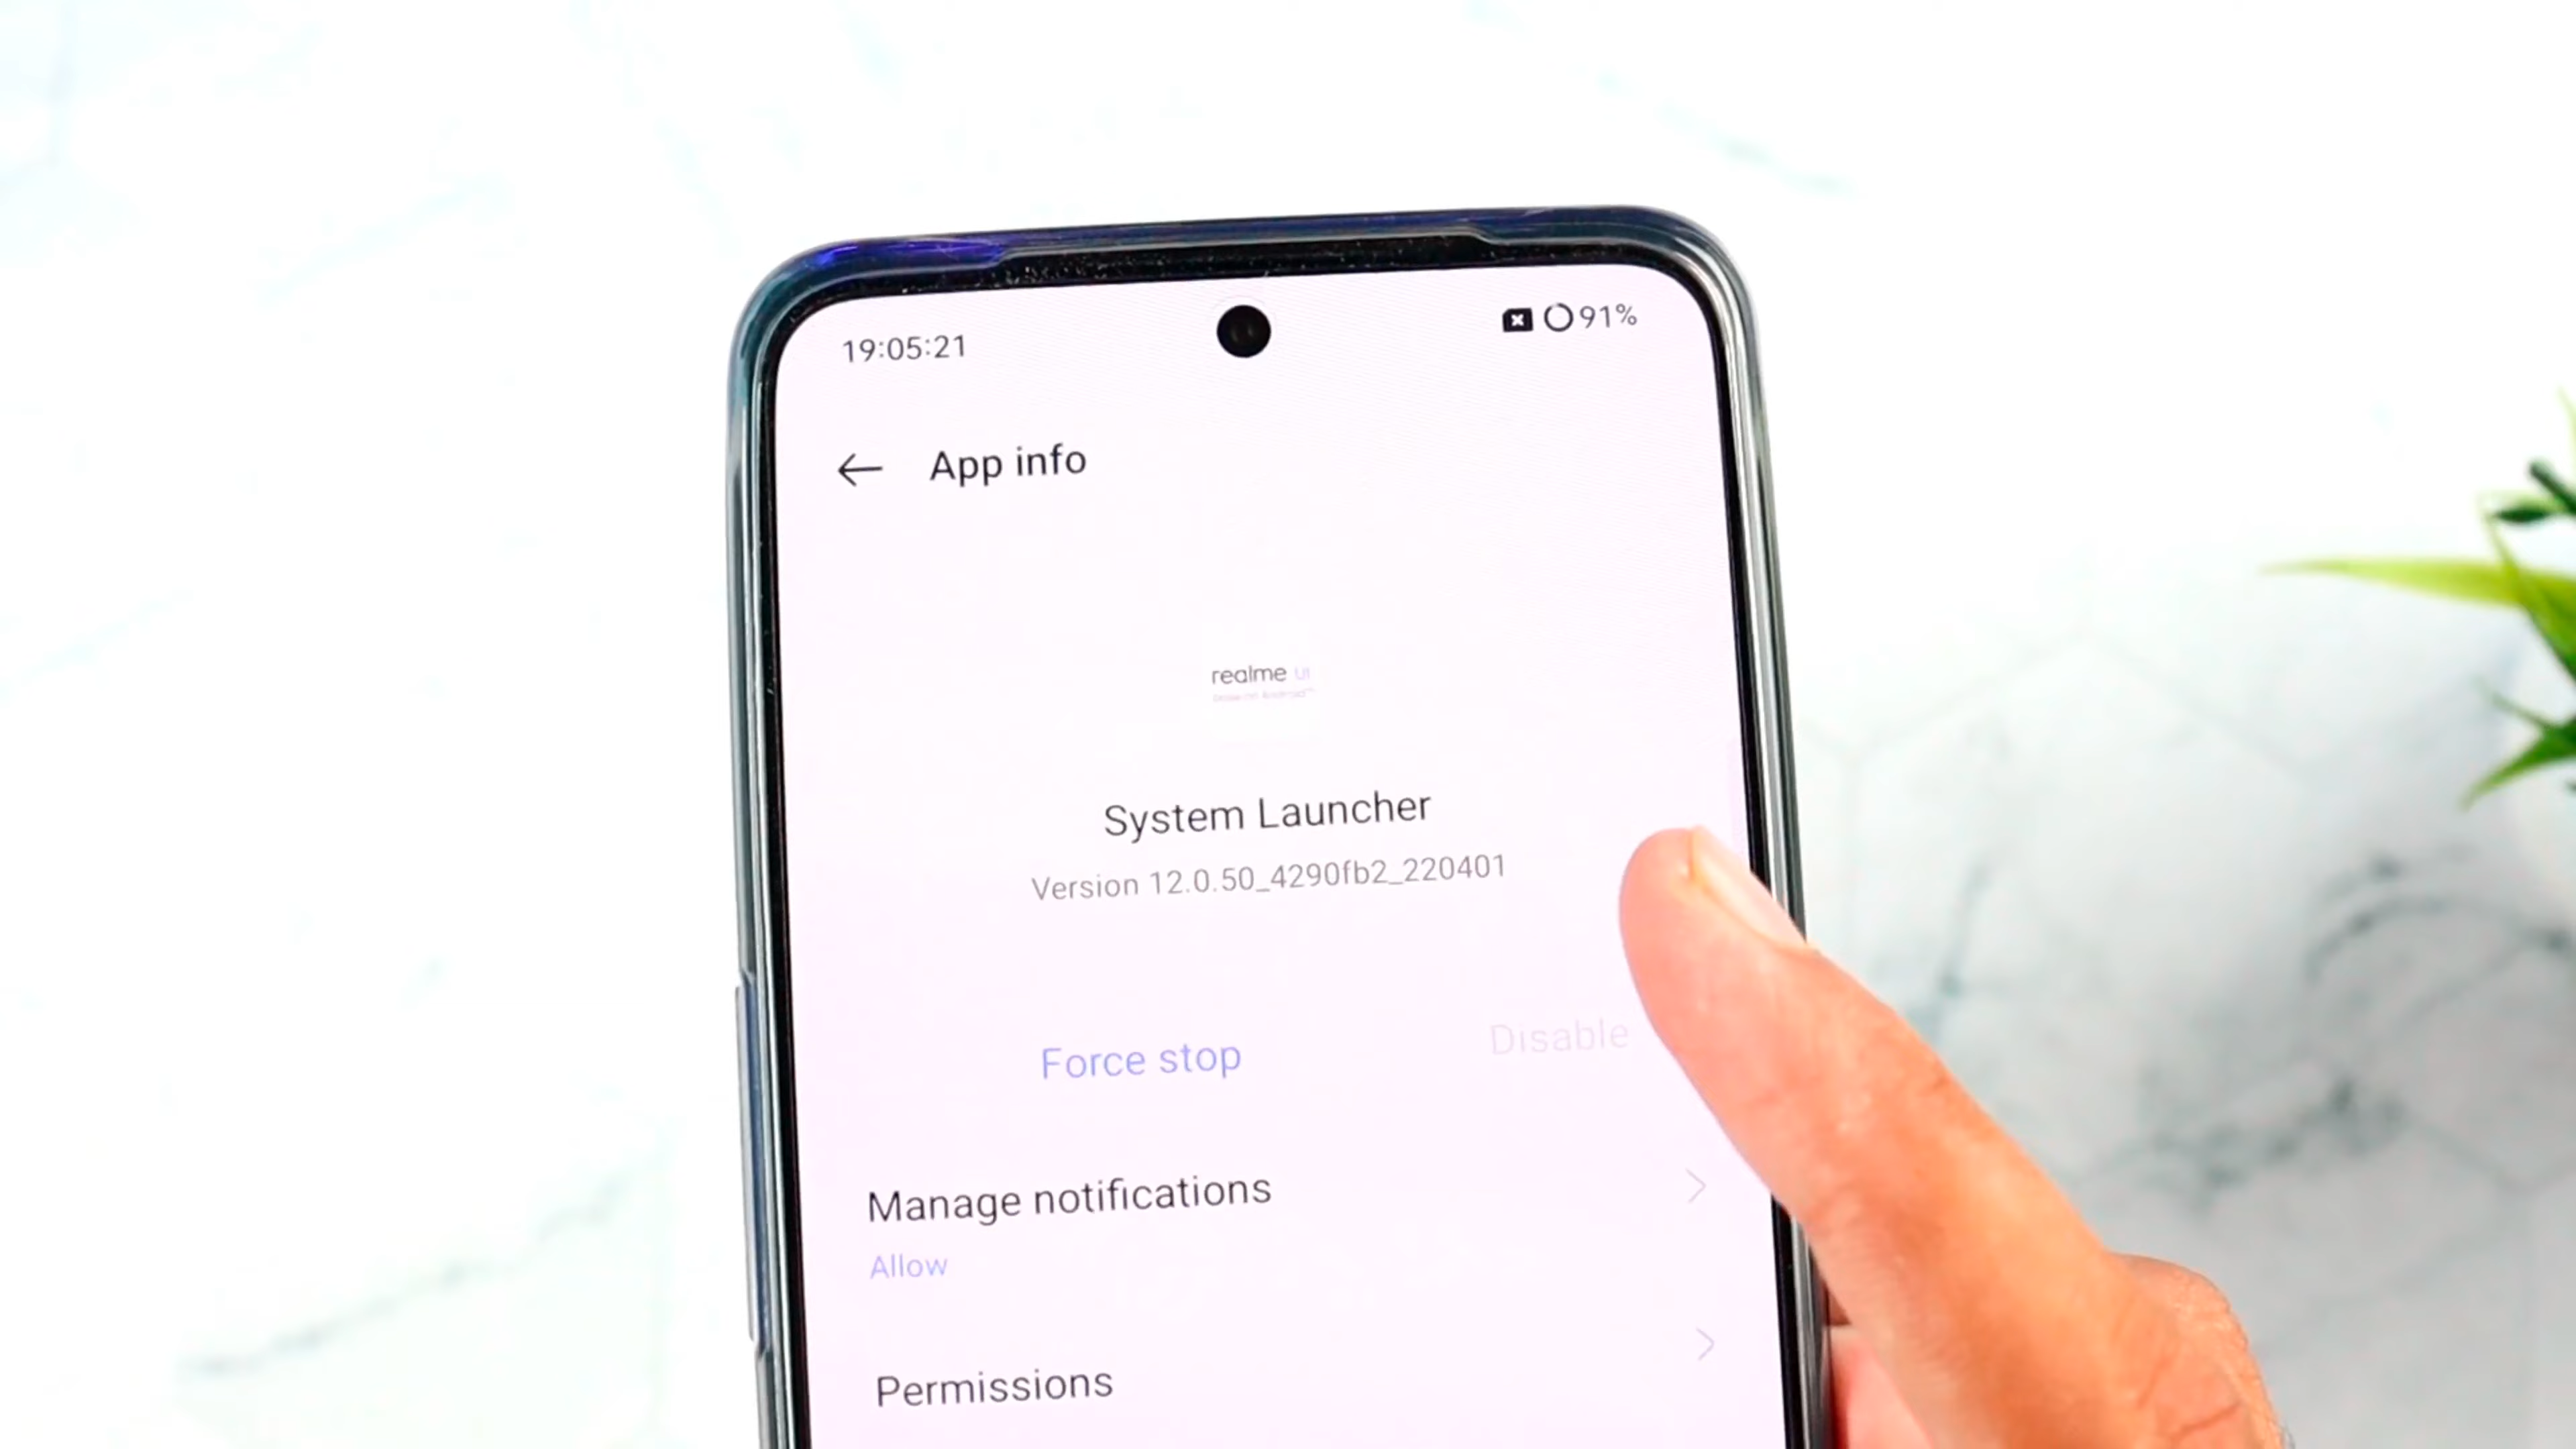 19:05:21
91%
App info
realme UI
System Launcher
Version 12.0.50_4290fb2_220401
Force stop
Disable
Manage notifications
Allow
Permissions